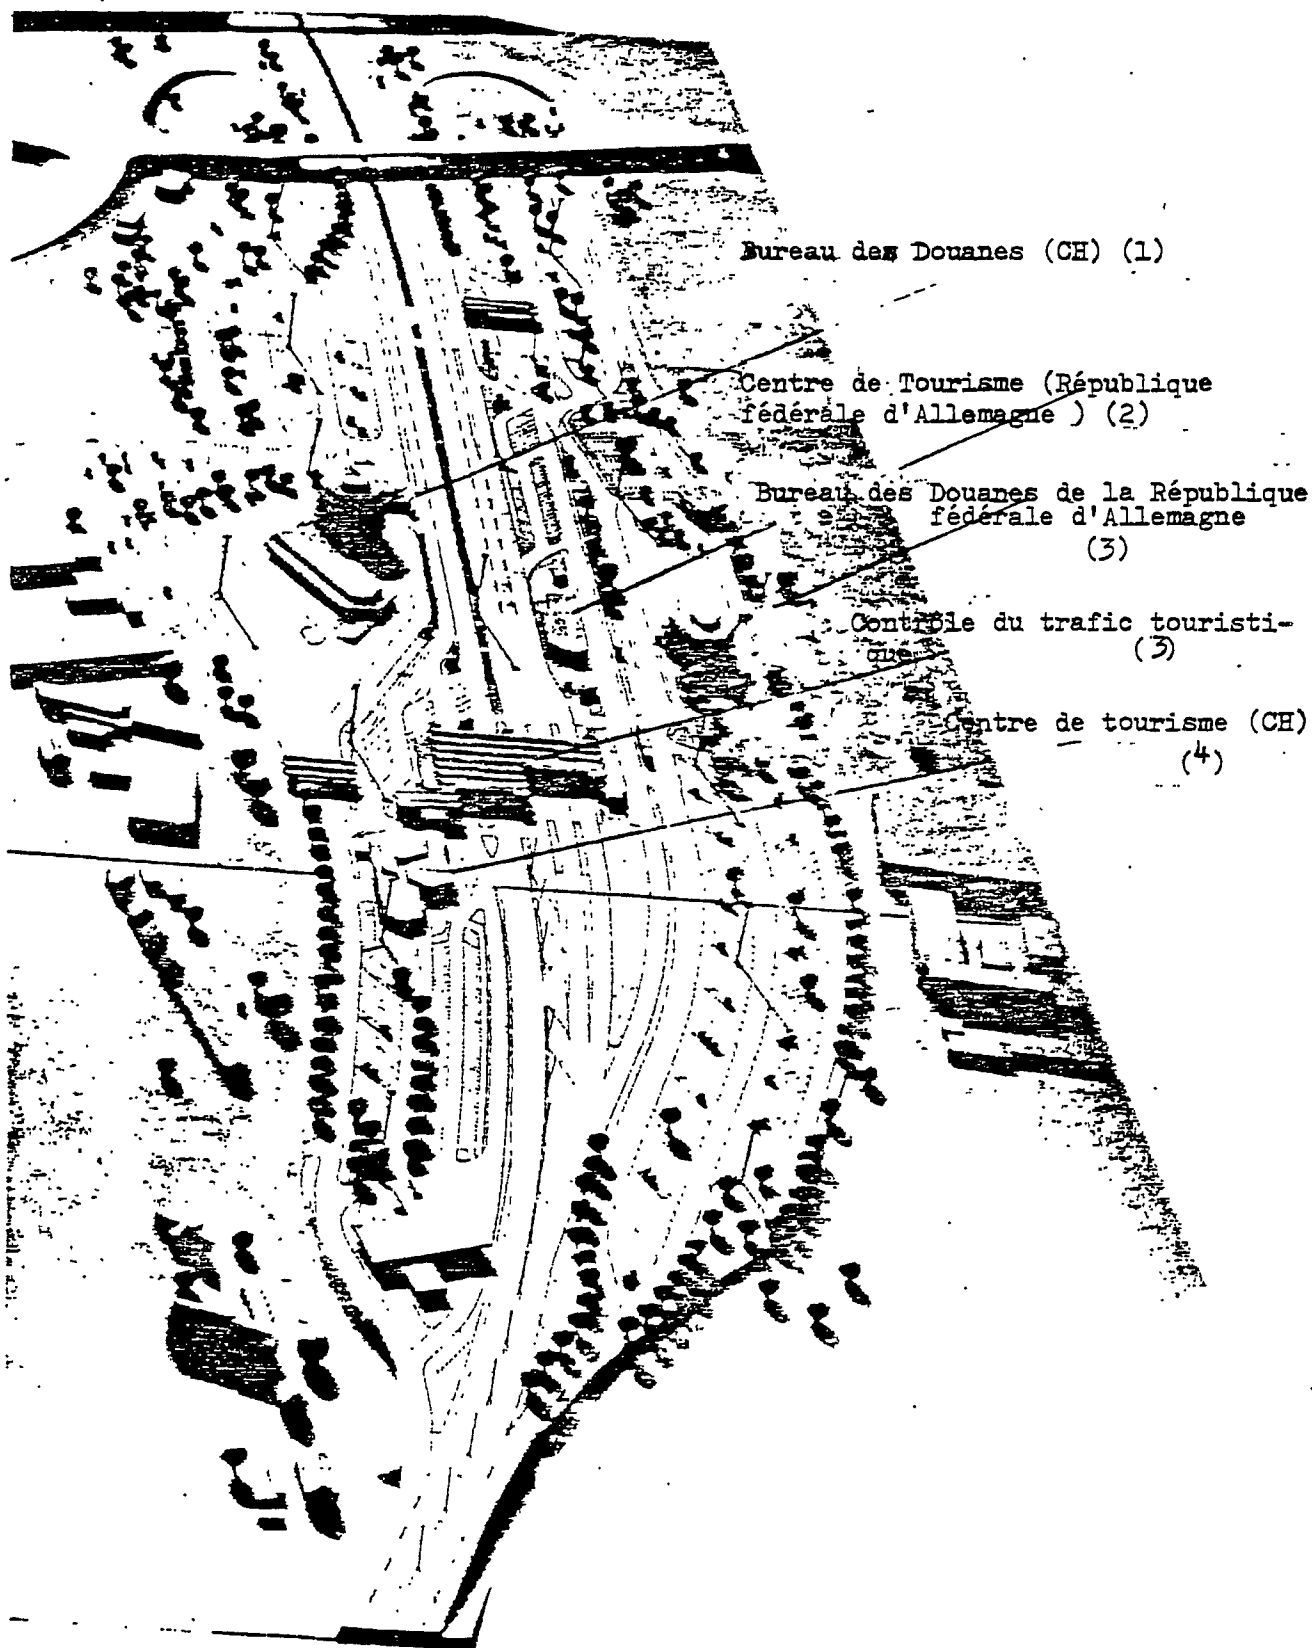 Bureau des Douanes (CH) (1)
Centre de Tourisme (République
fédérale d'Allemagne ) (2)
Bureau des Douanes de la République
fédérale d'Allemagne
(3)
Contrôle du trafic touristi-
que (3)
Centre de tourisme (CH)
(4)